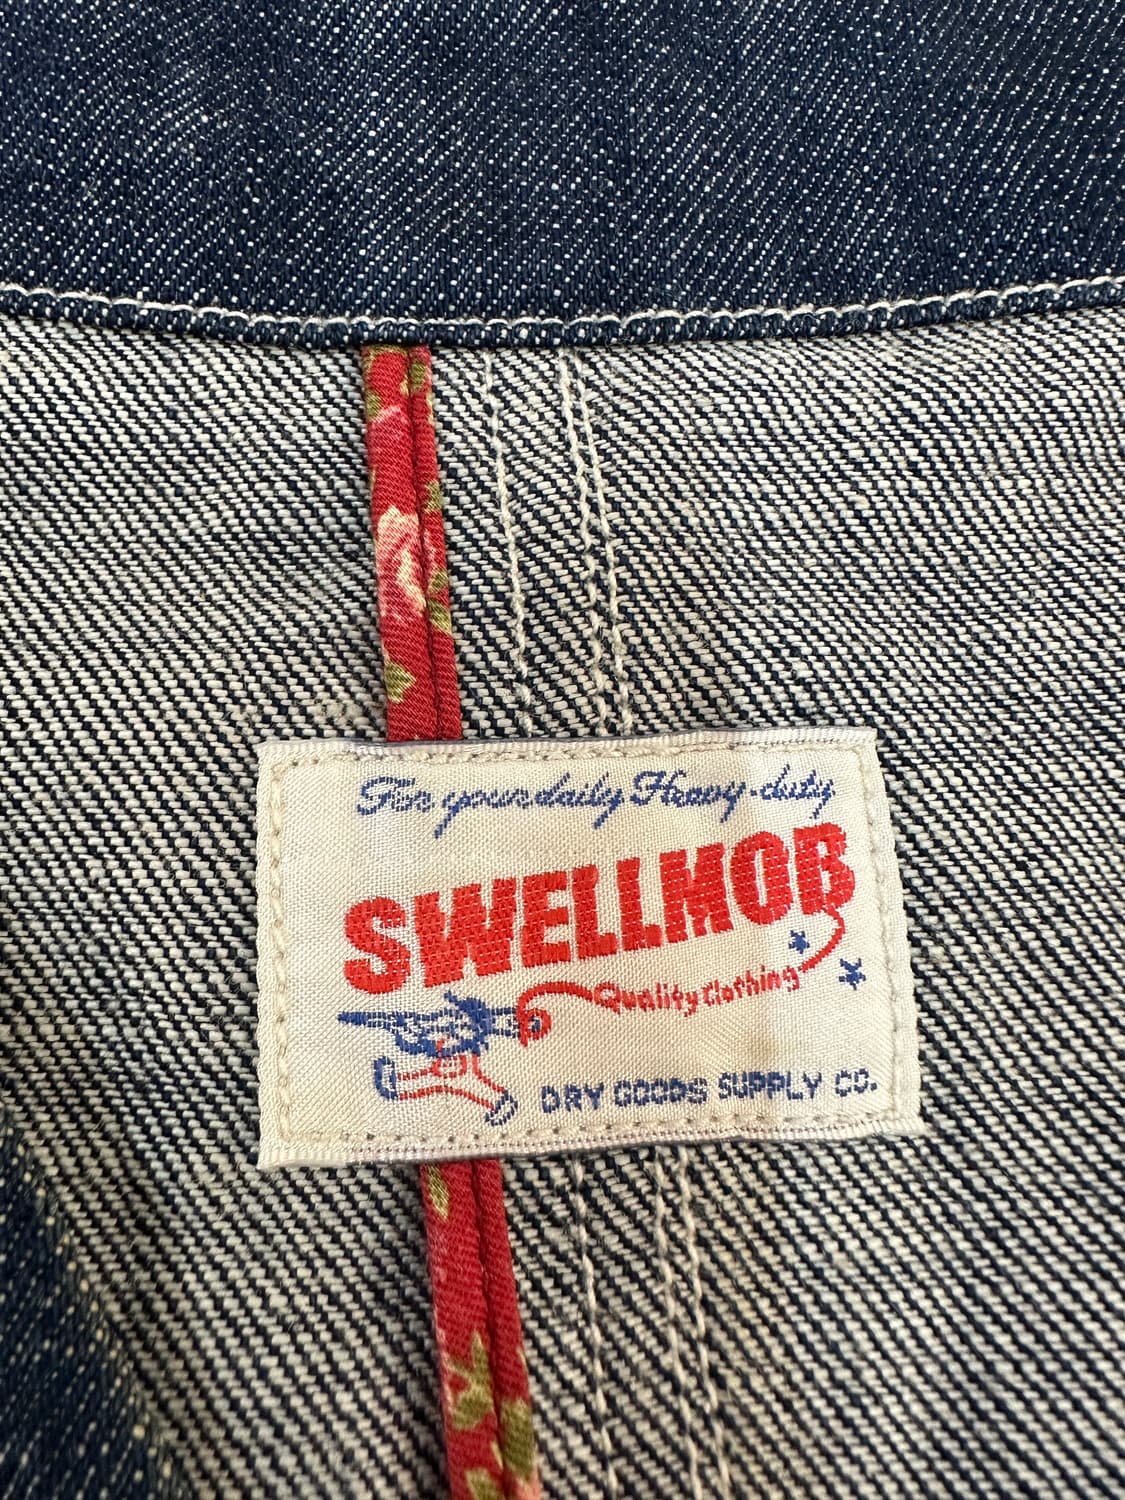 For your daily Heavy-duty
SWELLMOB
Quality Clothing
DRY GOODS SUPPLY CO.